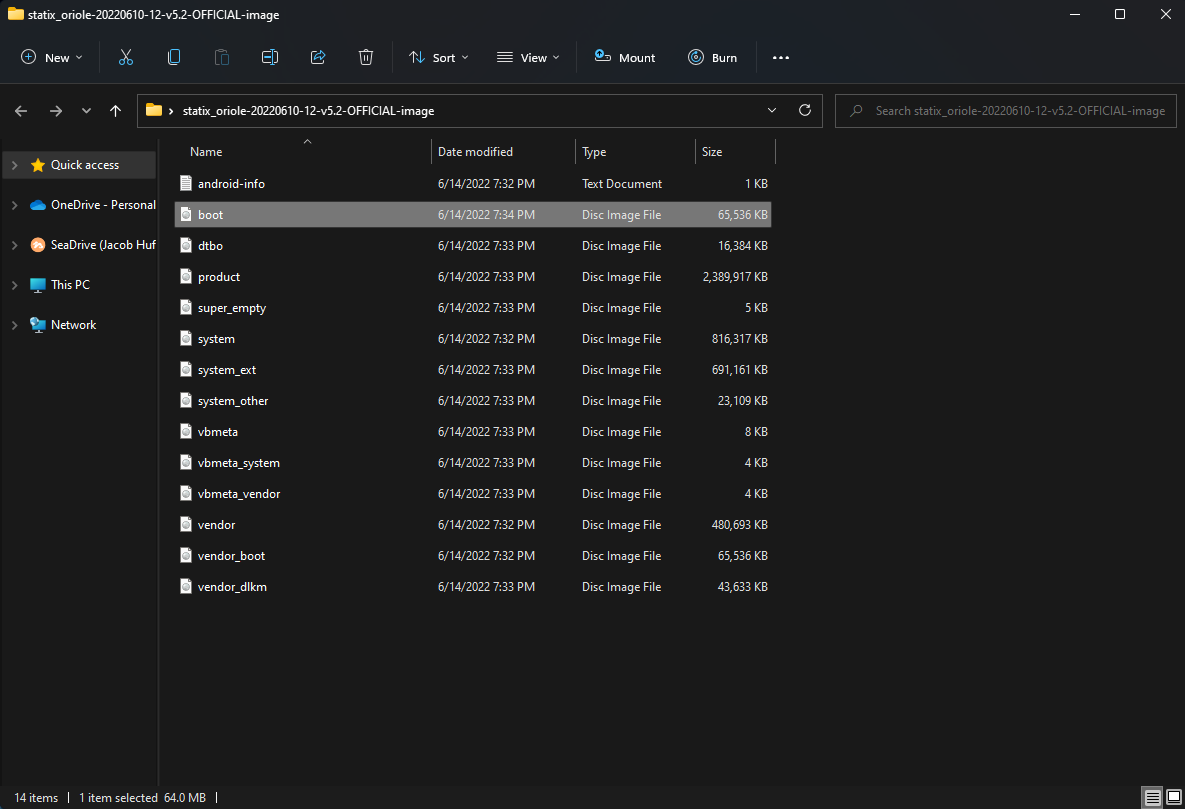 statix_oriole-20220610-12-v5.2-OFFICIAL-image
New Sort View Mount Burn
statix_oriole-20220610-12-v5.2-OFFICIAL-image Search statix_oriole-20220610-12-v5.2-OFFICIAL-image
Name Date modified Type Size
Quick access
OneDrive - Personal
SeaDrive (Jacob Huf
This PC
Network
android-info 6/14/2022 7:32 PM Text Document 1 KB
boot 6/14/2022 7:34 PM Disc Image File 65,536 KB
dtbo 6/14/2022 7:33 PM Disc Image File 16,384 KB
product 6/14/2022 7:33 PM Disc Image File 2,389,917 KB
super_empty 6/14/2022 7:33 PM Disc Image File 5 KB
system 6/14/2022 7:32 PM Disc Image File 816,317 KB
system_ext 6/14/2022 7:33 PM Disc Image File 691,161 KB
system_other 6/14/2022 7:33 PM Disc Image File 23,109 KB
vbmeta 6/14/2022 7:33 PM Disc Image File 8 KB
vbmeta_system 6/14/2022 7:33 PM Disc Image File 4 KB
vbmeta_vendor 6/14/2022 7:33 PM Disc Image File 4 KB
vendor 6/14/2022 7:32 PM Disc Image File 480,693 KB
vendor_boot 6/14/2022 7:32 PM Disc Image File 65,536 KB
vendor_dlkm 6/14/2022 7:33 PM Disc Image File 43,633 KB
14 items 1 item selected 64.0 MB